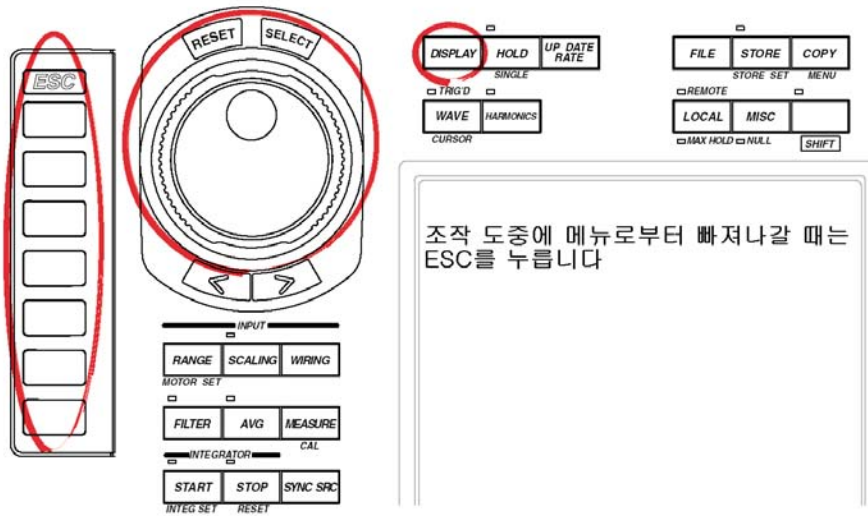 ESC
RESET
SELECT
INPUT
RANGE SCALING WIRING
MOTOR SET
FILTER AVG MEASURE
CAL
INTEGRATOR
START STOP SYNC SRC
INTEG SET RESET
DISPLAY HOLD UP DATE
RATE
SINGLE
TRIG'D
WAVE HARMONICS
CURSOR
FILE STORE COPY
STORE SET MENU
REMOTE
LOCAL MISC
MAX HOLD NULL SHIFT
조작 도중에 메뉴로부터 빠져나갈 때는
ESC를 누릅니다